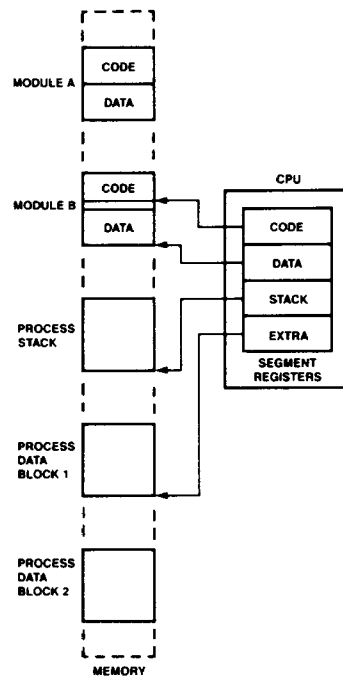 MODULE A
CODE
DATA
MODULE B
CODE
DATA
PROCESS
STACK
PROCESS
DATA
BLOCK 1
PROCESS
DATA
BLOCK 2
MEMORY
CPU
CODE
DATA
STACK
EXTRA
SEGMENT
REGISTERS